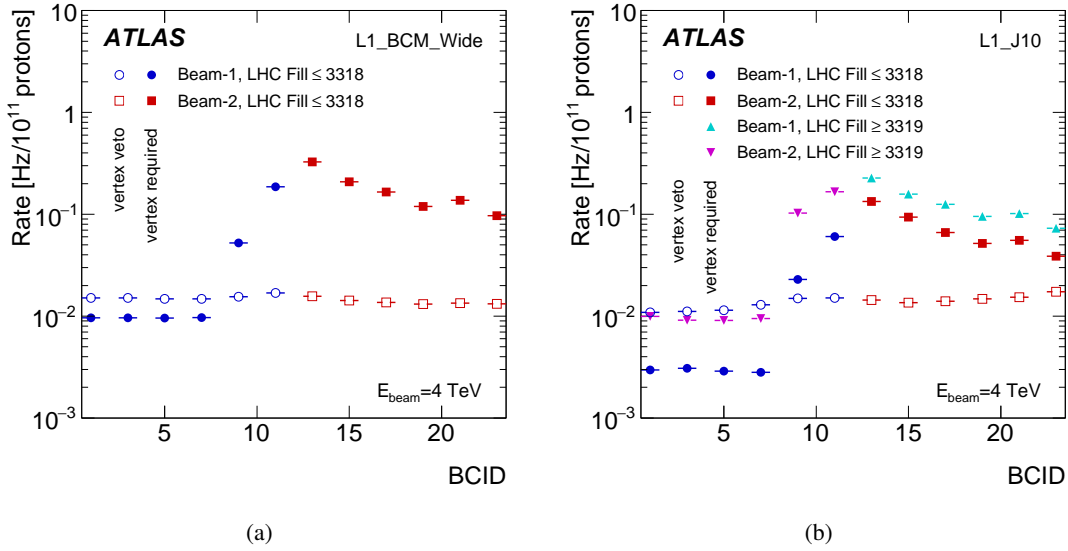 ATLAS
L1_BCM_Wide
Beam-1, LHC Fill ≤ 3318
Beam-2, LHC Fill ≤ 3318
vertex veto
vertex required
E_beam=4 TeV
Rate [Hz/10^11 protons]
10
1
10^−1
10^−2
10^−3
5
10
15
20
BCID
(a)
ATLAS
L1_J10
Beam-1, LHC Fill ≤ 3318
Beam-2, LHC Fill ≤ 3318
Beam-1, LHC Fill ≥ 3319
Beam-2, LHC Fill ≥ 3319
vertex veto
vertex required
E_beam=4 TeV
Rate [Hz/10^11 protons]
10
1
10^−1
10^−2
10^−3
5
10
15
20
BCID
(b)